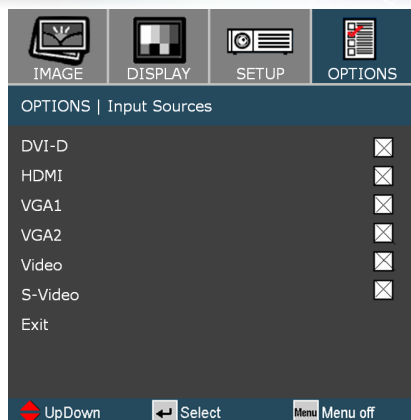 IMAGE DISPLAY SETUP OPTIONS
OPTIONS | Input Sources
DVI-D
HDMI
VGA1
VGA2
Video
S-Video
Exit
UpDown Select Menu Menu off